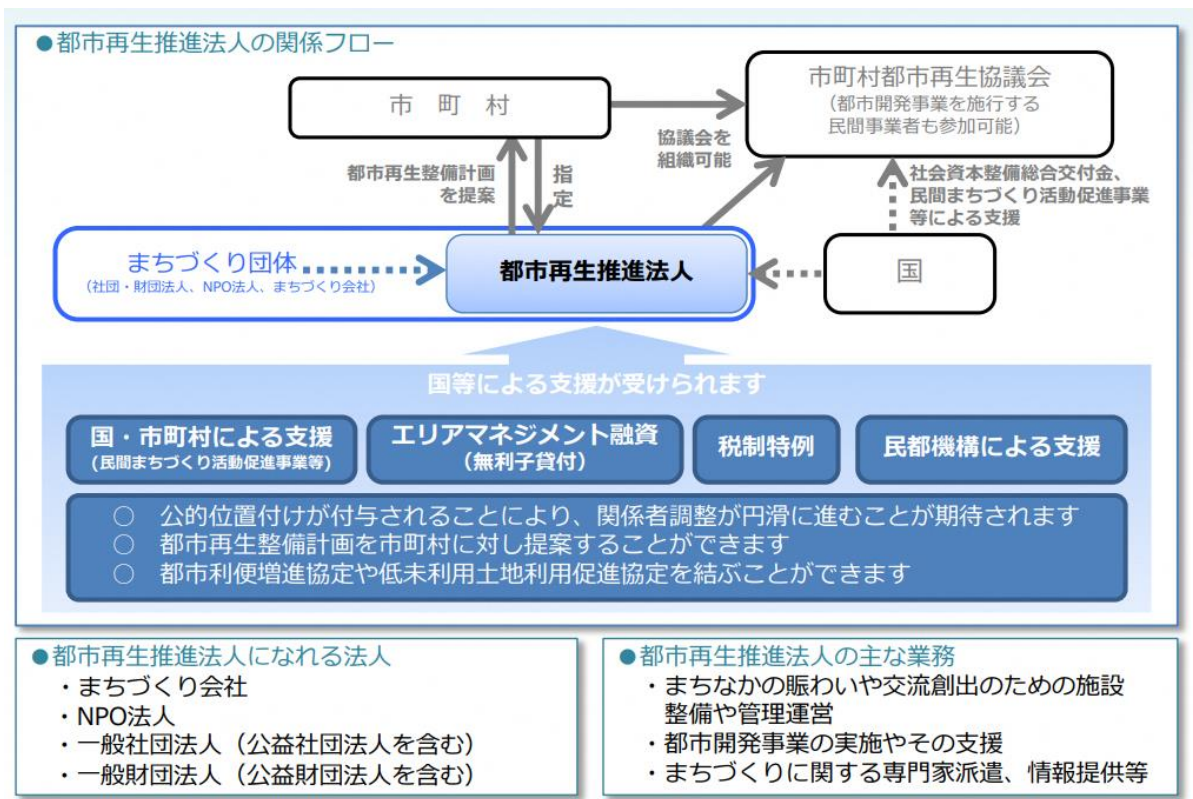 ●都市再生推進法人の関係フロー
市　町　村
市町村都市再生協議会
（都市開発事業を施行する
民間事業者も参加可能）
協議会を
組織可能
都市再生整備計画
を提案
指
定
社会資本整備総合交付金、
民間まちづくり活動促進事業
等による支援
まちづくり団体
（社団・財団法人、NPO法人、まちづくり会社）
都市再生推進法人
国
国等による支援が受けられます
国・市町村による支援
(民間まちづくり活動促進事業等)
エリアマネジメント融資
（無利子貸付）
税制特例
民都機構による支援
○　公的位置付けが付与されることにより、関係者調整が円滑に進むことが期待されます
○　都市再生整備計画を市町村に対し提案することができます
○　都市利便増進協定や低未利用土地利用促進協定を結ぶことができます
●都市再生推進法人になれる法人
・まちづくり会社
・NPO法人
・一般社団法人（公益社団法人を含む）
・一般財団法人（公益財団法人を含む）
●都市再生推進法人の主な業務
・まちなかの賑わいや交流創出のための施設
整備や管理運営
・都市開発事業の実施やその支援
・まちづくりに関する専門家派遣、情報提供等